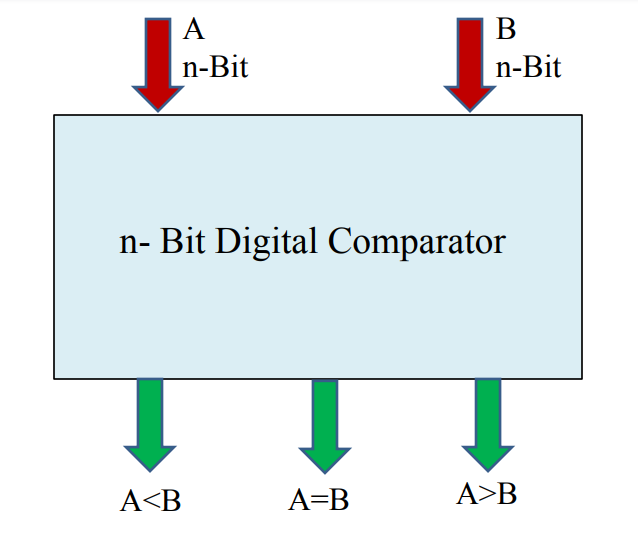 A
n-Bit
B
n-Bit
n- Bit Digital Comparator
A<B
A=B
A>B